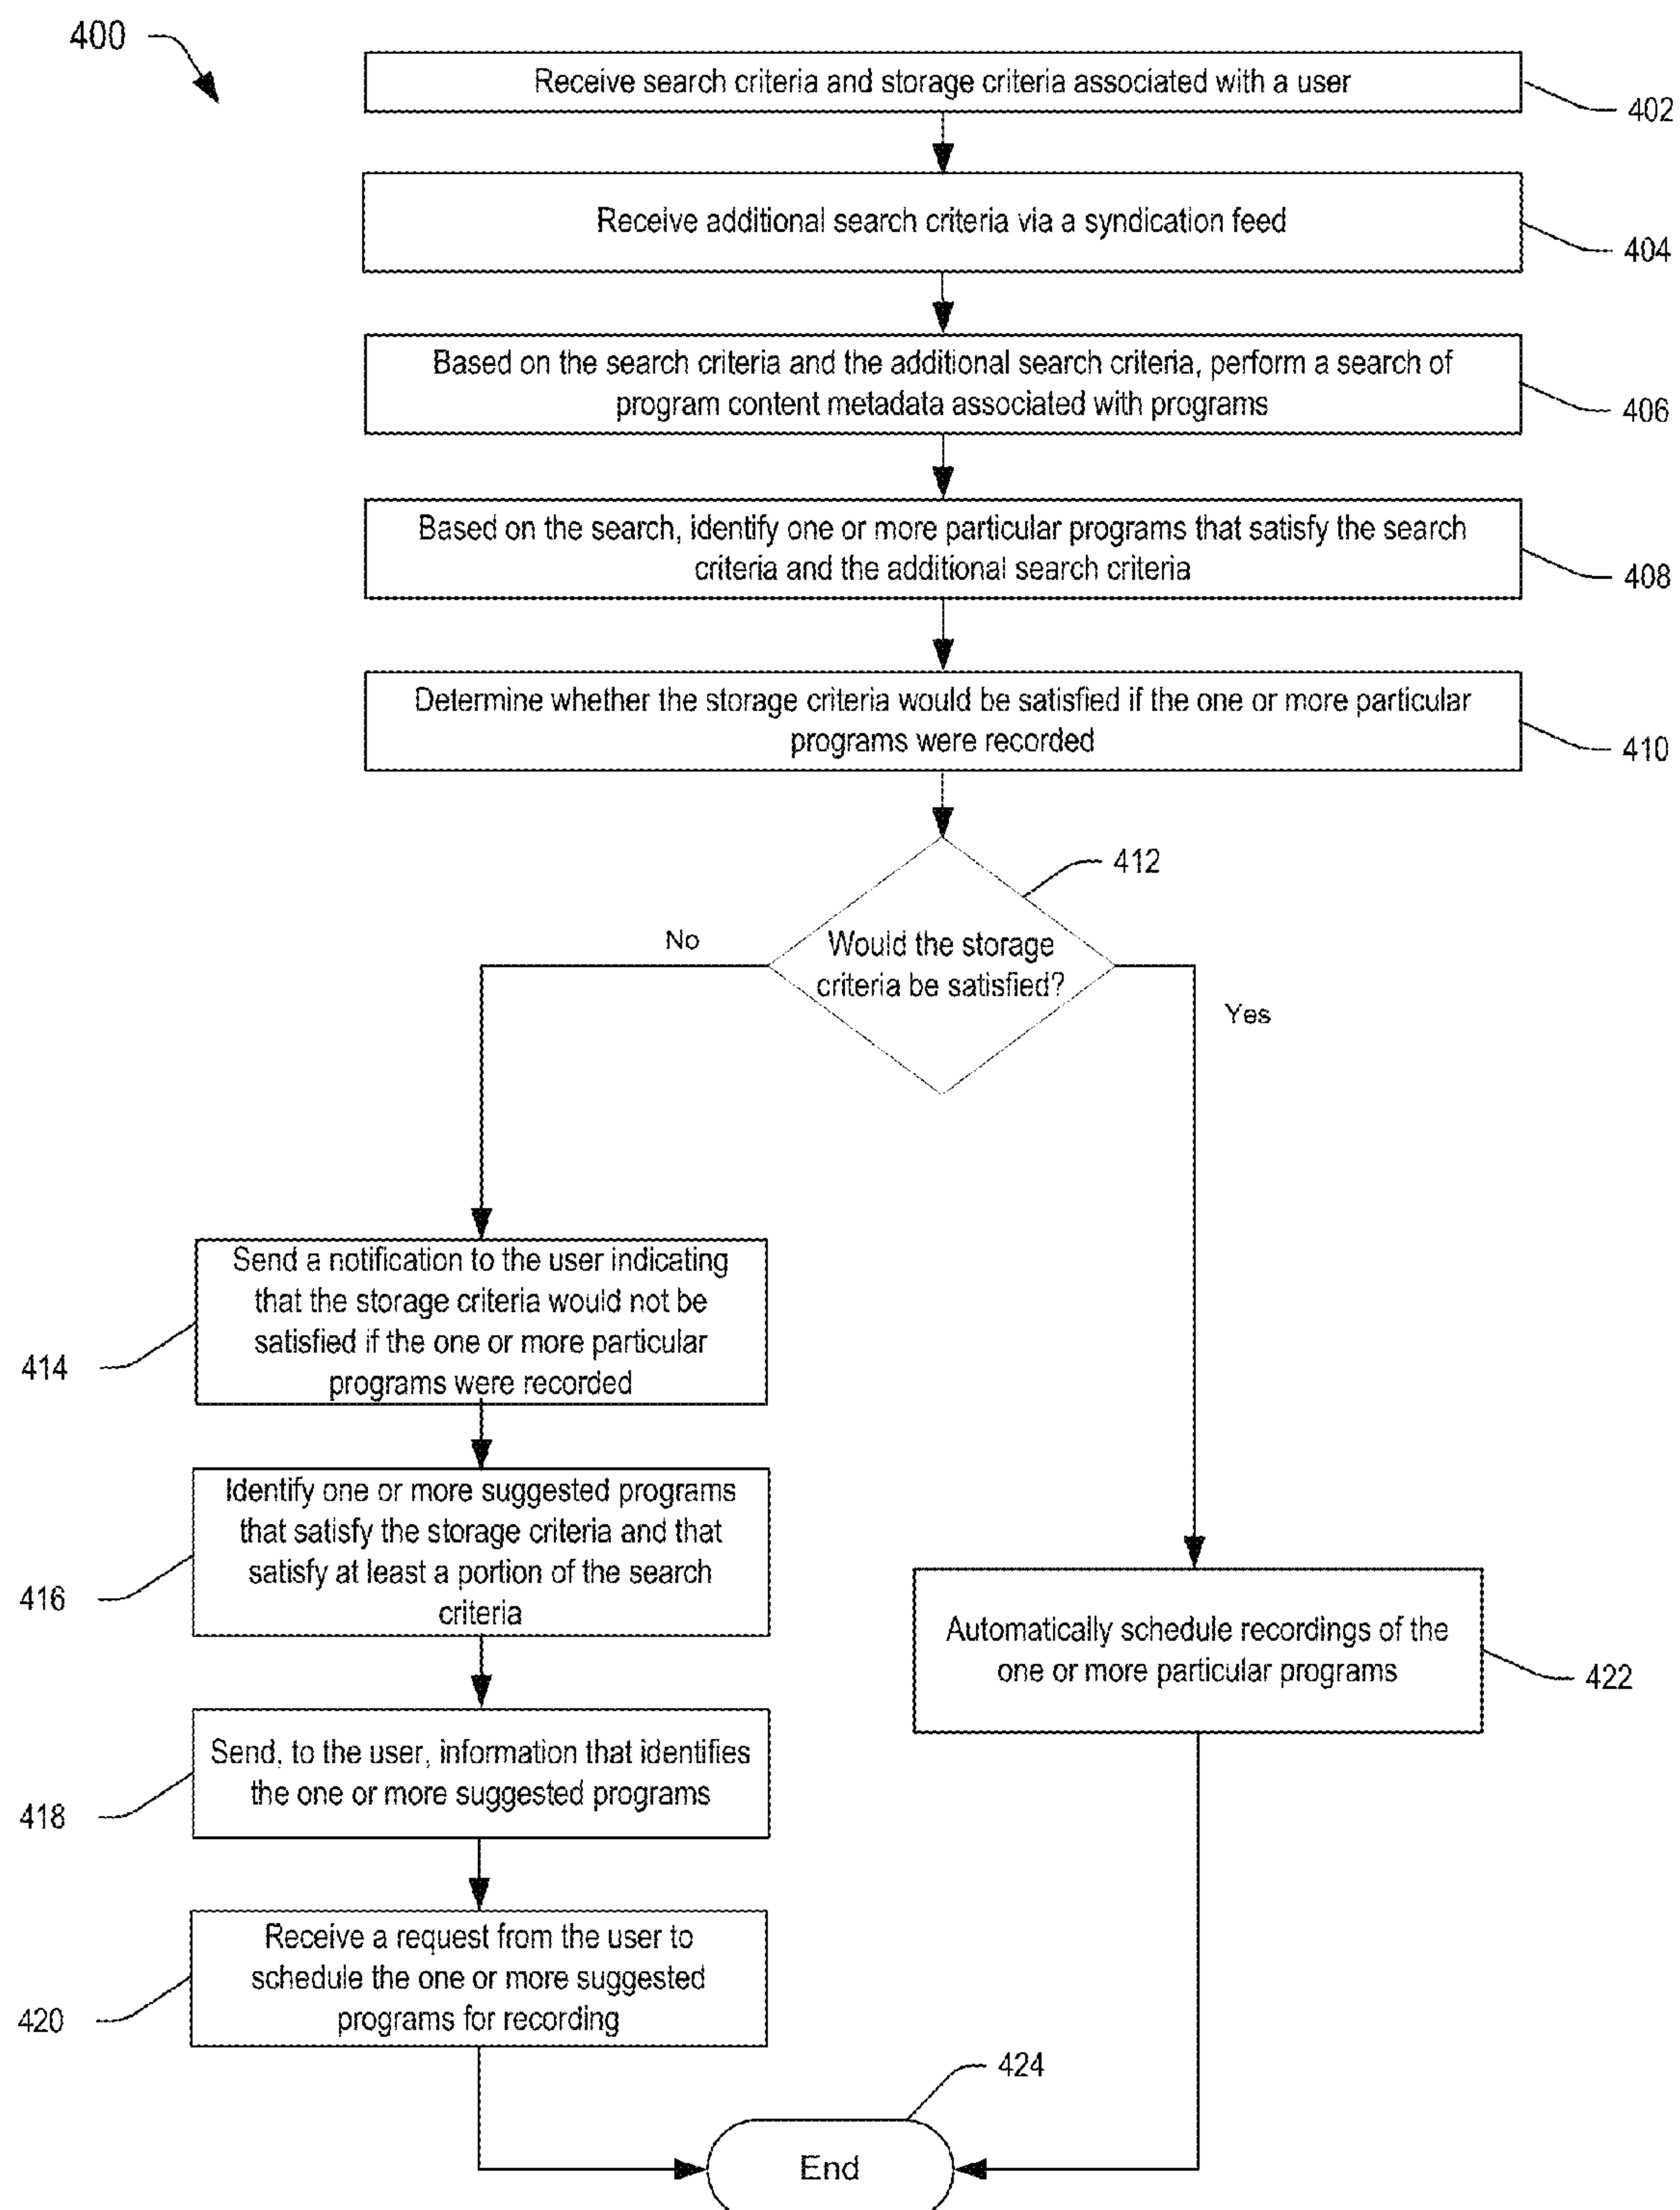 400
Receive search criteria and storage criteria associated with a user
402
Receive additional search criteria via a syndication feed
404
Based on the search criteria and the additional search criteria, perform a search of
program content metadata associated with programs
406
Based on the search, identify one or more particular programs that satisfy the search
criteria and the additional search criteria
408
Determine whether the storage criteria would be satisfied if the one or more particular
programs were recorded
410
412
Would the storage
criteria be satisfied?
No
Yes
Send a notification to the user indicating
that the storage criteria would not be
satisfied if the one or more particular
programs were recorded
414
Identify one or more suggested programs
that satisfy the storage criteria and that
satisfy at least a portion of the search
criteria
416
Automatically schedule recordings of the
one or more particular programs
422
Send, to the user, information that identifies
the one or more suggested programs
418
Receive a request from the user to
schedule the one or more suggested
programs for recording
420
424
End